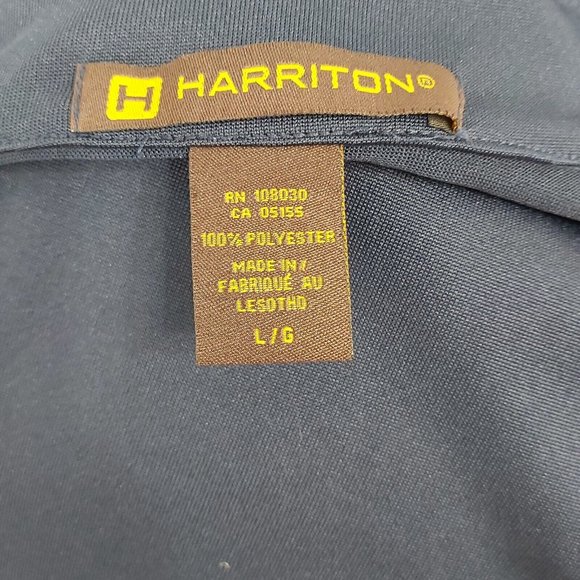 H HARRITON®
RN 108030
CA 05155
100% POLYESTER
MADE IN /
FABRIQUÉ AU
LESOTHO
L / G